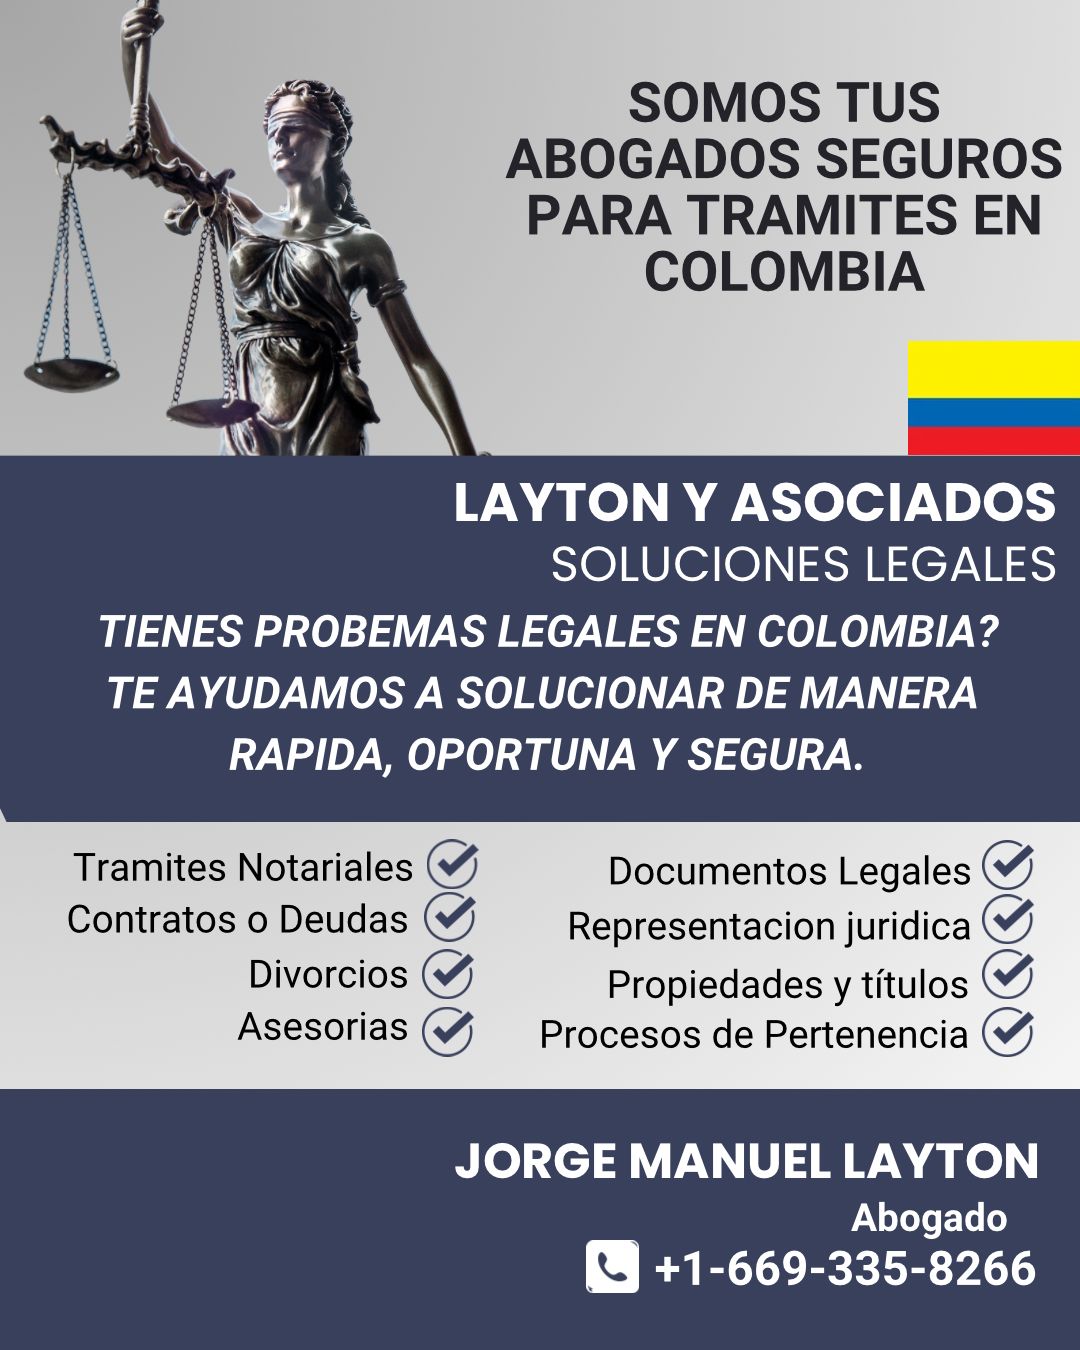 SOMOS TUS
ABOGADOS SEGUROS
PARA TRAMITES EN
COLOMBIA
LAYTON Y ASOCIADOS
SOLUCIONES LEGALES
TIENES PROBEMAS LEGALES EN COLOMBIA?
TE AYUDAMOS A SOLUCIONAR DE MANERA
RAPIDA, OPORTUNA Y SEGURA.
Tramites Notariales
Contratos o Deudas
Divorcios
Asesorias
Documentos Legales
Representacion juridica
Propiedades y títulos
Procesos de Pertenencia
JORGE MANUEL LAYTON
Abogado
+1-669-335-8266